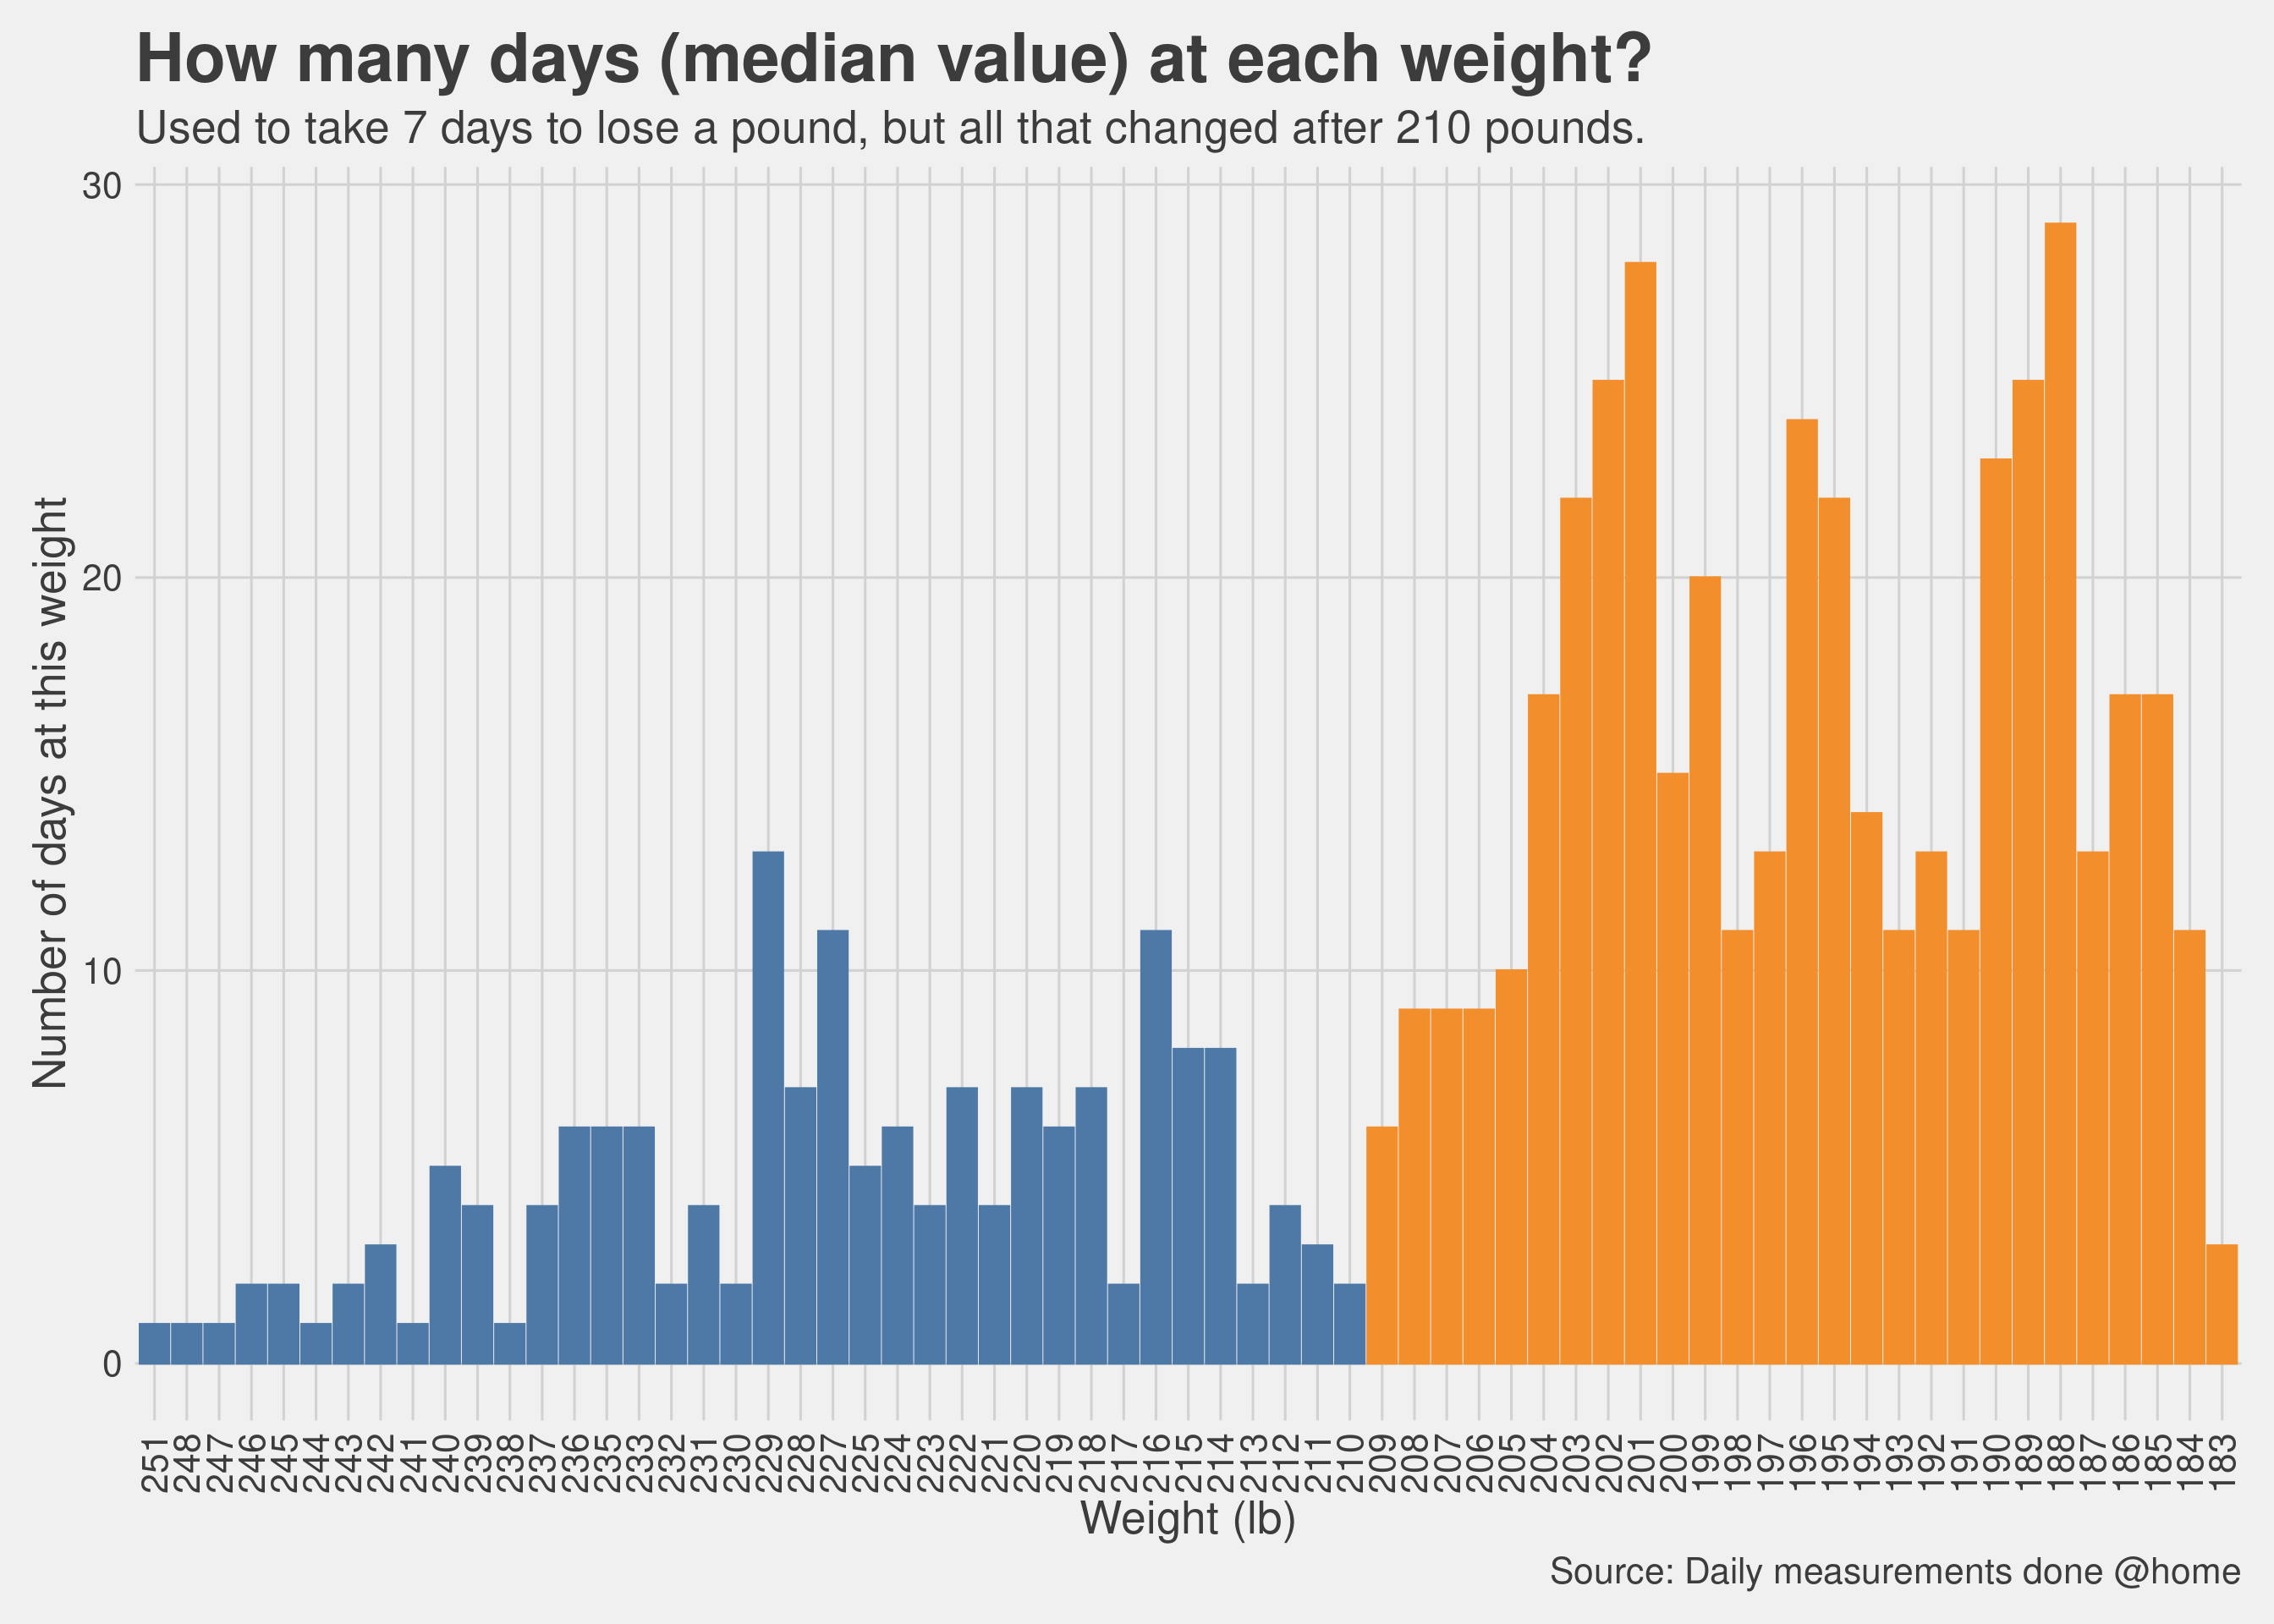 How many days (median value) at each weight?
Used to take 7 days to lose a pound, but all that changed after 210 pounds.
30
20
10
0
Number of days at this weight
251 248 247 246 245 244 243 242 241 240 239 238 237 236 235 233 232 231 230 229 228 227 225 224 223 222 221 220 219 218 217 216 215 214 213 212 211 210 209 208 207 206 205 204 203 202 201 200 199 198 197 196 195 194 193 192 191 190 189 188 187 186 185 184 183
Weight (lb)
Source: Daily measurements done @home